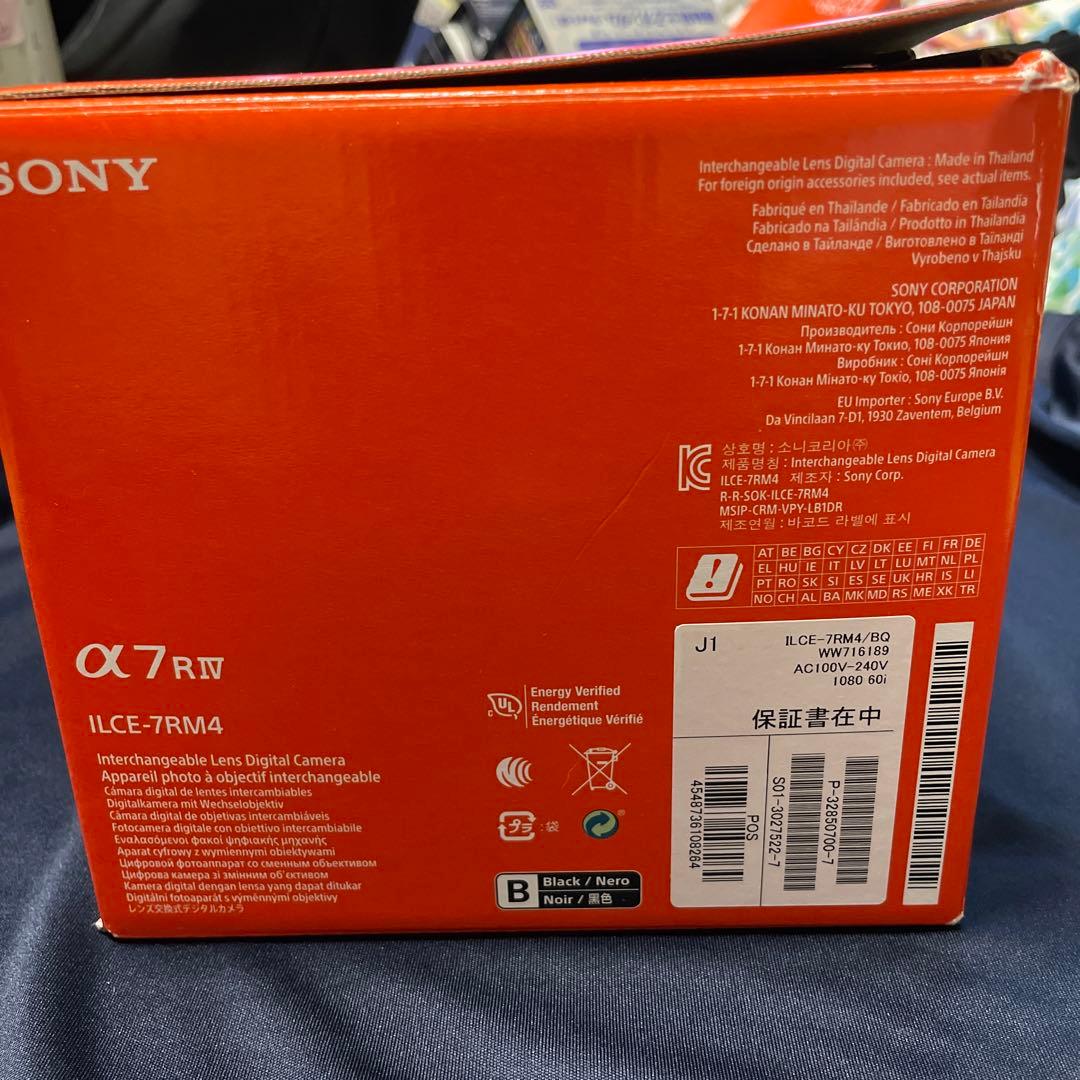 SONY
Interchangeable Lens Digital Camera : Made in Thailand
For foreign origin accessories included, see actual items.
Fabriqué en Thaïlande / Fabricado en Tailandia
Fabricado na Tailândia / Prodotto in Thailandia
Сделано в Тайланде / Виготовлено в Таїланді
Vyrobeno v Thajsku
SONY CORPORATION
1-7-1 KONAN MINATO-KU TOKYO, 108-0075 JAPAN
Производитель : Сони Корпорейшн
1-7-1 Конан Минато-ку Токио, 108-0075 Япония
Виробник : Соні Корпорейшн
1-7-1 Конан Мінато-ку Токіо, 108-0075 Японія
EU Importer : Sony Europe B.V.
Da Vincilaan 7-D1, 1930 Zaventem, Belgium
상호명 : 소니코리아㈜
제품명칭 : Interchangeable Lens Digital Camera
ILCE-7RM4 제조자 : Sony Corp.
R-R-SOK-ILCE-7RM4
MSIP-CRM-VPY-LB1DR
제조연월 : 바코드 라벨에 표시
AT BE BG CY CZ DK EE FI FR DE
EL HU IE IT LV LT LU MT NL PL
PT RO SK SI ES SE UK HR IS LI
NO CH AL BA MK MD RS ME XK TR
α7RⅣ
ILCE-7RM4
Interchangeable Lens Digital Camera
Appareil photo à objectif interchangeable
Cámara digital de lentes intercambiables
Digitalkamera mit Wechselobjektiv
Câmara digital de objetivas intercambiáveis
Fotocamera digitale con obiettivo intercambiabile
Εναλασσόμενοι φακοί ψηφιακής μηχανής
Aparat cyfrowy z wymiennymi obiektywami
Цифровой фотоаппарат со сменным объективом
Цифрова камера зі змінним об'єктивом
Kamera digital dengan lensa yang dapat ditukar
Digitální fotoaparát s výměnnými objektivy
レンズ交換式デジタルカメラ
c UL
Energy Verified
Rendement
Énergétique Vérifié
プラ : 袋
B Black / Nero
Noir / 黒色
J1
ILCE-7RM4/BQ
WW716189
AC100V-240V
1080 60i
保証書在中
4548736108264
POS
S01-3027522-7
P-32850700-7